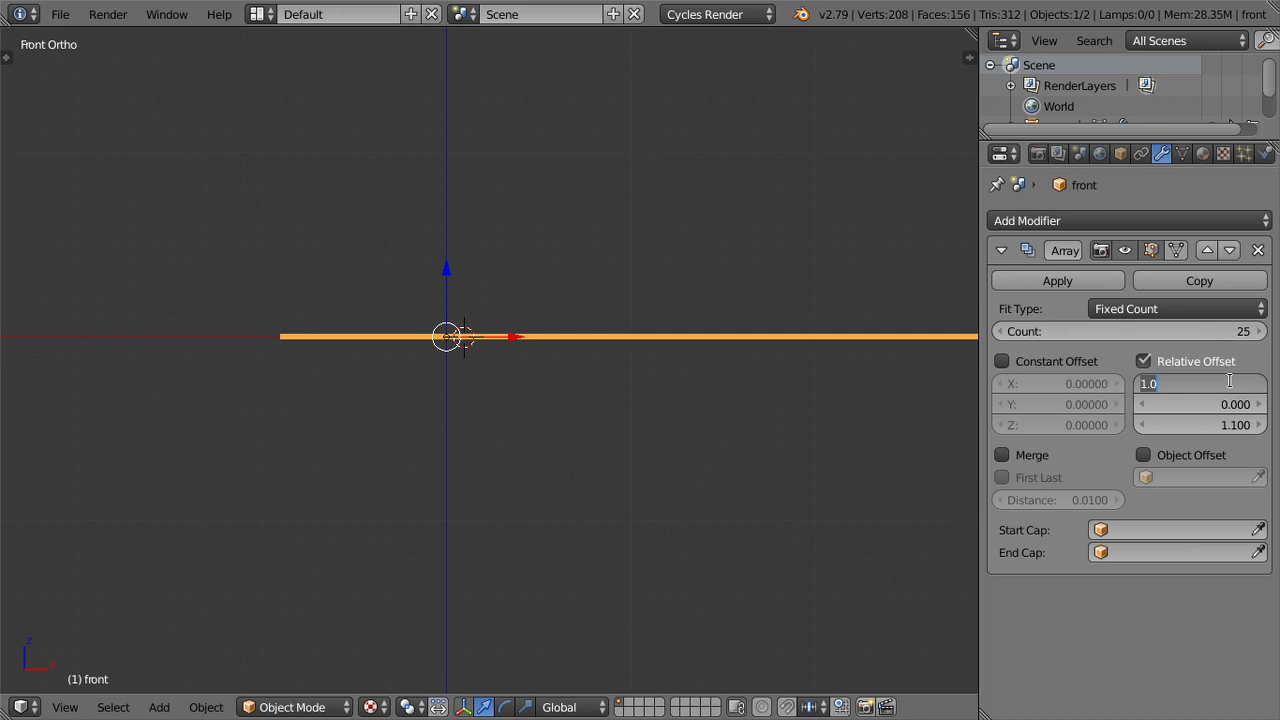 File Render Window Help Default Scene Cycles Render v2.79 | Verts:208 | Faces:156 | Tris:312 | Objects:1/2 | Lamps:0/0 | Mem:28.35M | front
Front Ortho
View Search All Scenes
Scene
RenderLayers |
World
front
Add Modifier
Array
Apply Copy
Fit Type: Fixed Count
Count: 25
Constant Offset Relative Offset
X: 0.00000 1.0
Y: 0.00000 0.000
Z: 0.00000 1.100
Merge Object Offset
First Last
Distance: 0.0100
Start Cap:
End Cap:
z
(1) front
View Select Add Object Object Mode Global